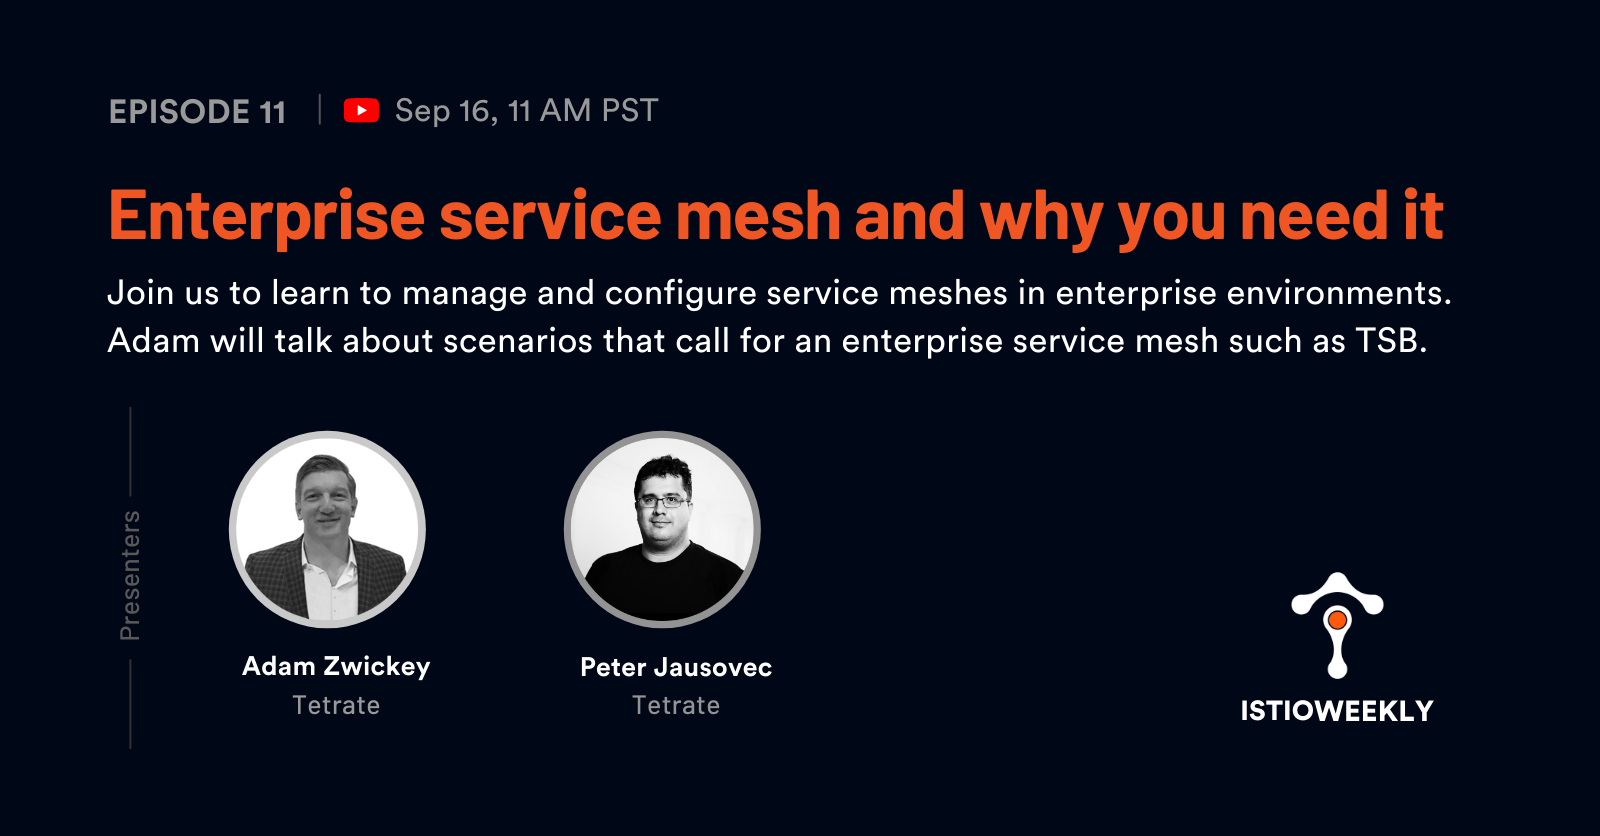 EPISODE 11
Sep 16, 11 AM PST
Enterprise service mesh and why you need it
Join us to learn to manage and configure service meshes in enterprise environments.
Adam will talk about scenarios that call for an enterprise service mesh such as TSB.
Presenters
Adam Zwickey
Tetrate
Peter Jausovec
Tetrate
ISTIOWEEKLY